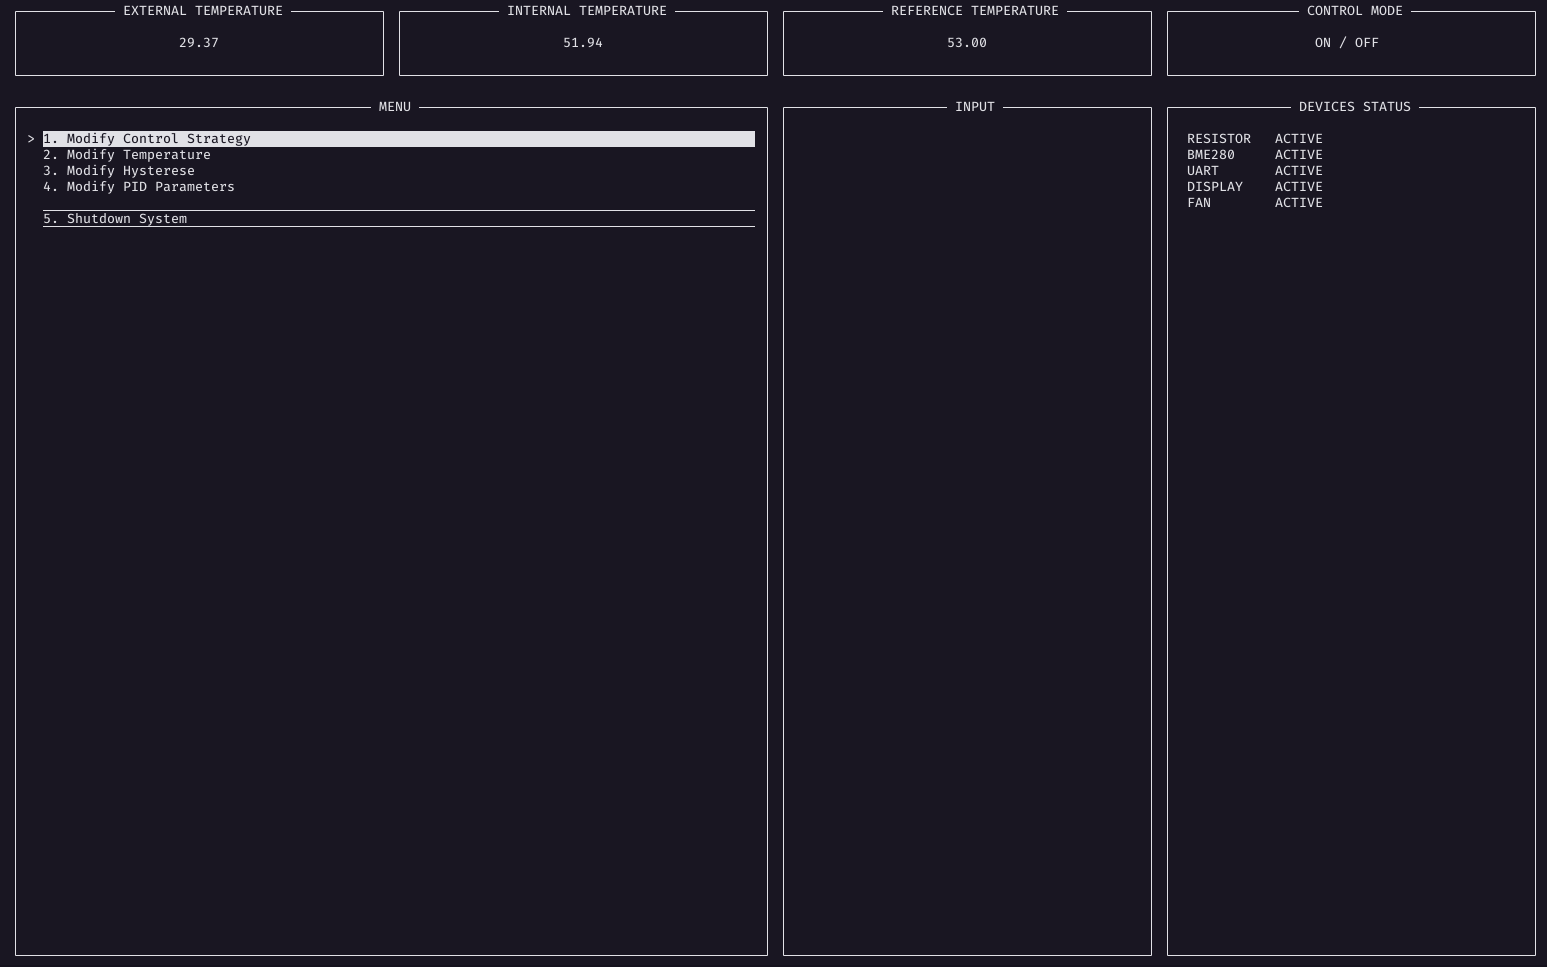 EXTERNAL TEMPERATURE
29.37
INTERNAL TEMPERATURE
51.94
REFERENCE TEMPERATURE
53.00
CONTROL MODE
ON / OFF
MENU
> 1. Modify Control Strategy
2. Modify Temperature
3. Modify Hysterese
4. Modify PID Parameters
5. Shutdown System
INPUT
DEVICES STATUS
RESISTOR ACTIVE
BME280 ACTIVE
UART ACTIVE
DISPLAY ACTIVE
FAN ACTIVE